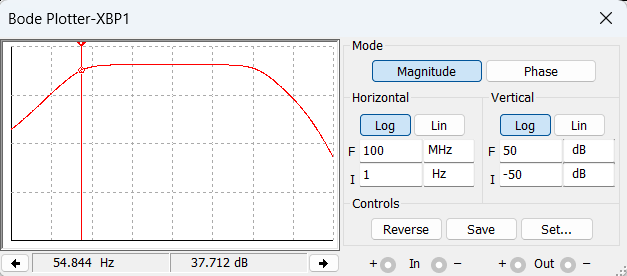 Bode Plotter-XBP1
Mode
Magnitude Phase
Horizontal Vertical
Log Lin Log Lin
F 100 MHz F 50 dB
I 1 Hz I -50 dB
Controls
Reverse Save Set...
54.844 Hz 37.712 dB + In − + Out −